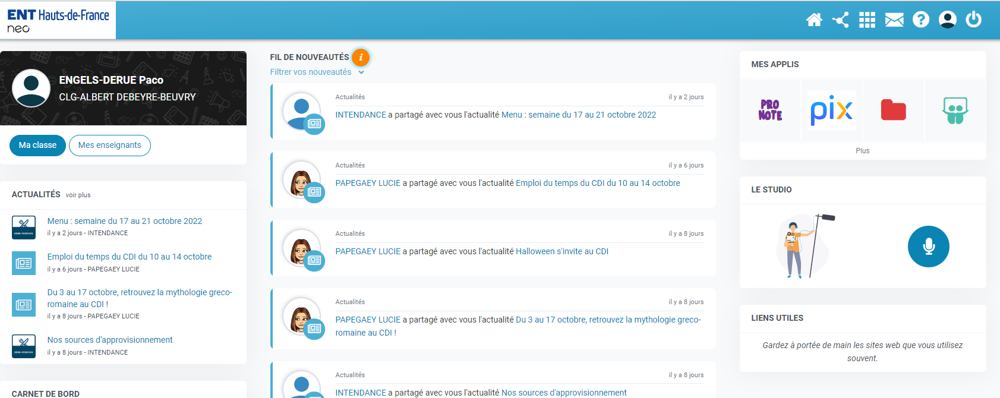 ENT Hauts-de-France
neo
ENGELS-DERUE Paco
CLG-ALBERT DEBEYRE-BEUVRY
Ma classe
Mes enseignants
ACTUALITÉS voir plus
DEMI-PENSION
Menu : semaine du 17 au 21 octobre 2022
il y a 2 jours - INTENDANCE
Emploi du temps du CDI du 10 au 14 octobre
il y a 6 jours - PAPEGAEY LUCIE
Du 3 au 17 octobre, retrouvez la mythologie greco-
romaine au CDI !
il y a 8 jours - PAPEGAEY LUCIE
DEMI-PENSION
Nos sources d'approvisionnement
il y a 8 jours - INTENDANCE
CARNET DE BORD
FIL DE NOUVEAUTÉS i
Filtrer vos nouveautés
Actualités il y a 2 jours
INTENDANCE a partagé avec vous l'actualité Menu : semaine du 17 au 21 octobre 2022
Actualités il y a 6 jours
PAPEGAEY LUCIE a partagé avec vous l'actualité Emploi du temps du CDI du 10 au 14 octobre
Actualités il y a 8 jours
PAPEGAEY LUCIE a partagé avec vous l'actualité Halloween s'invite au CDI
Actualités il y a 8 jours
PAPEGAEY LUCIE a partagé avec vous l'actualité Du 3 au 17 octobre, retrouvez la mythologie greco-
romaine au CDI !
Actualités il y a 8 jours
INTENDANCE a partagé avec vous l'actualité Nos sources d'approvisionnement
?
MES APPLIS
PRO
NOTE
pix
Plus
LE STUDIO
LIENS UTILES
Gardez à portée de main les sites web que vous utilisez
souvent.